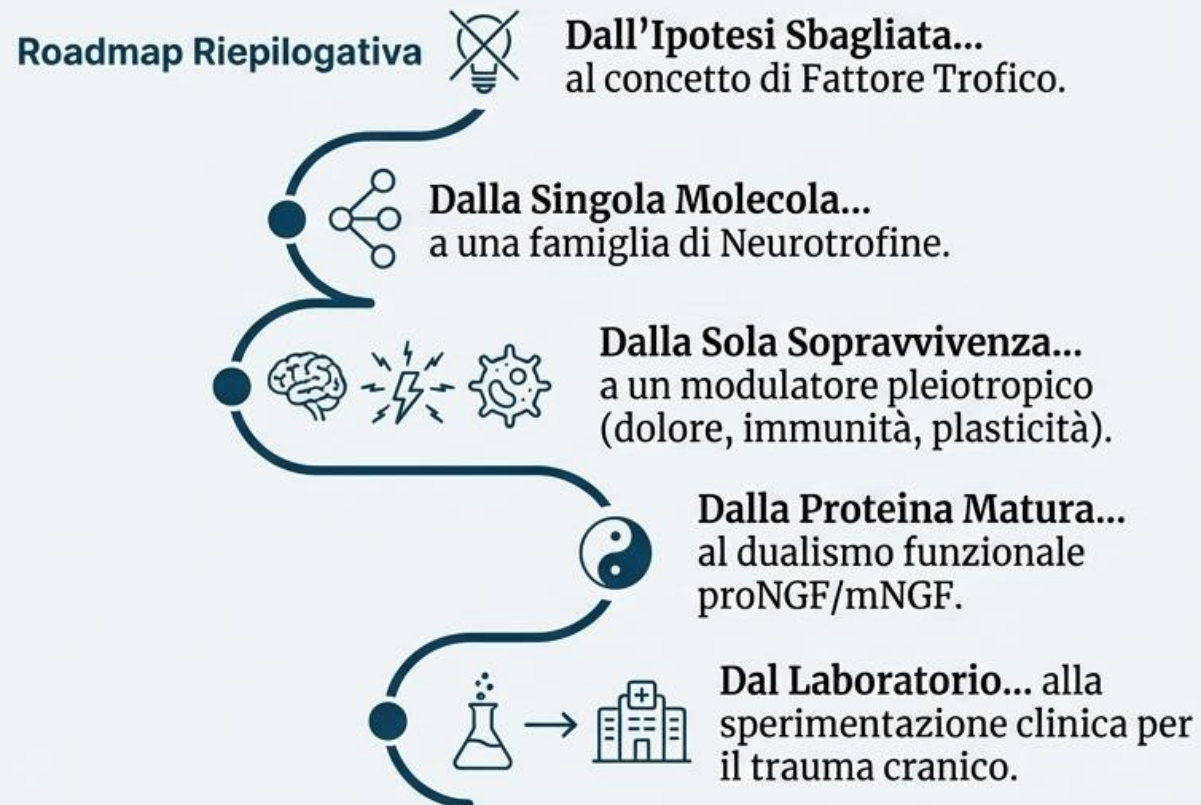 Roadmap Riepilogativa
Dall’Ipotesi Sbagliata...
al concetto di Fattore Trofico.
Dalla Singola Molecola...
a una famiglia di Neurotrofine.
Dalla Sola Sopravvivenza...
a un modulatore pleiotropico
(dolore, immunità, plasticità).
Dalla Proteina Matura...
al dualismo funzionale
proNGF/mNGF.
Dal Laboratorio... alla
sperimentazione clinica per
il trauma cranico.